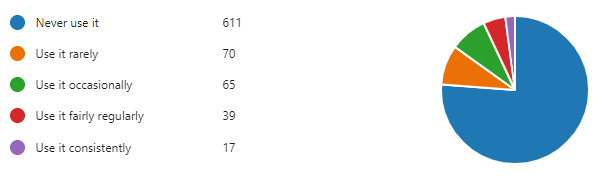 Never use it 611
Use it rarely 70
Use it occasionally 65
Use it fairly regularly 39
Use it consistently 17